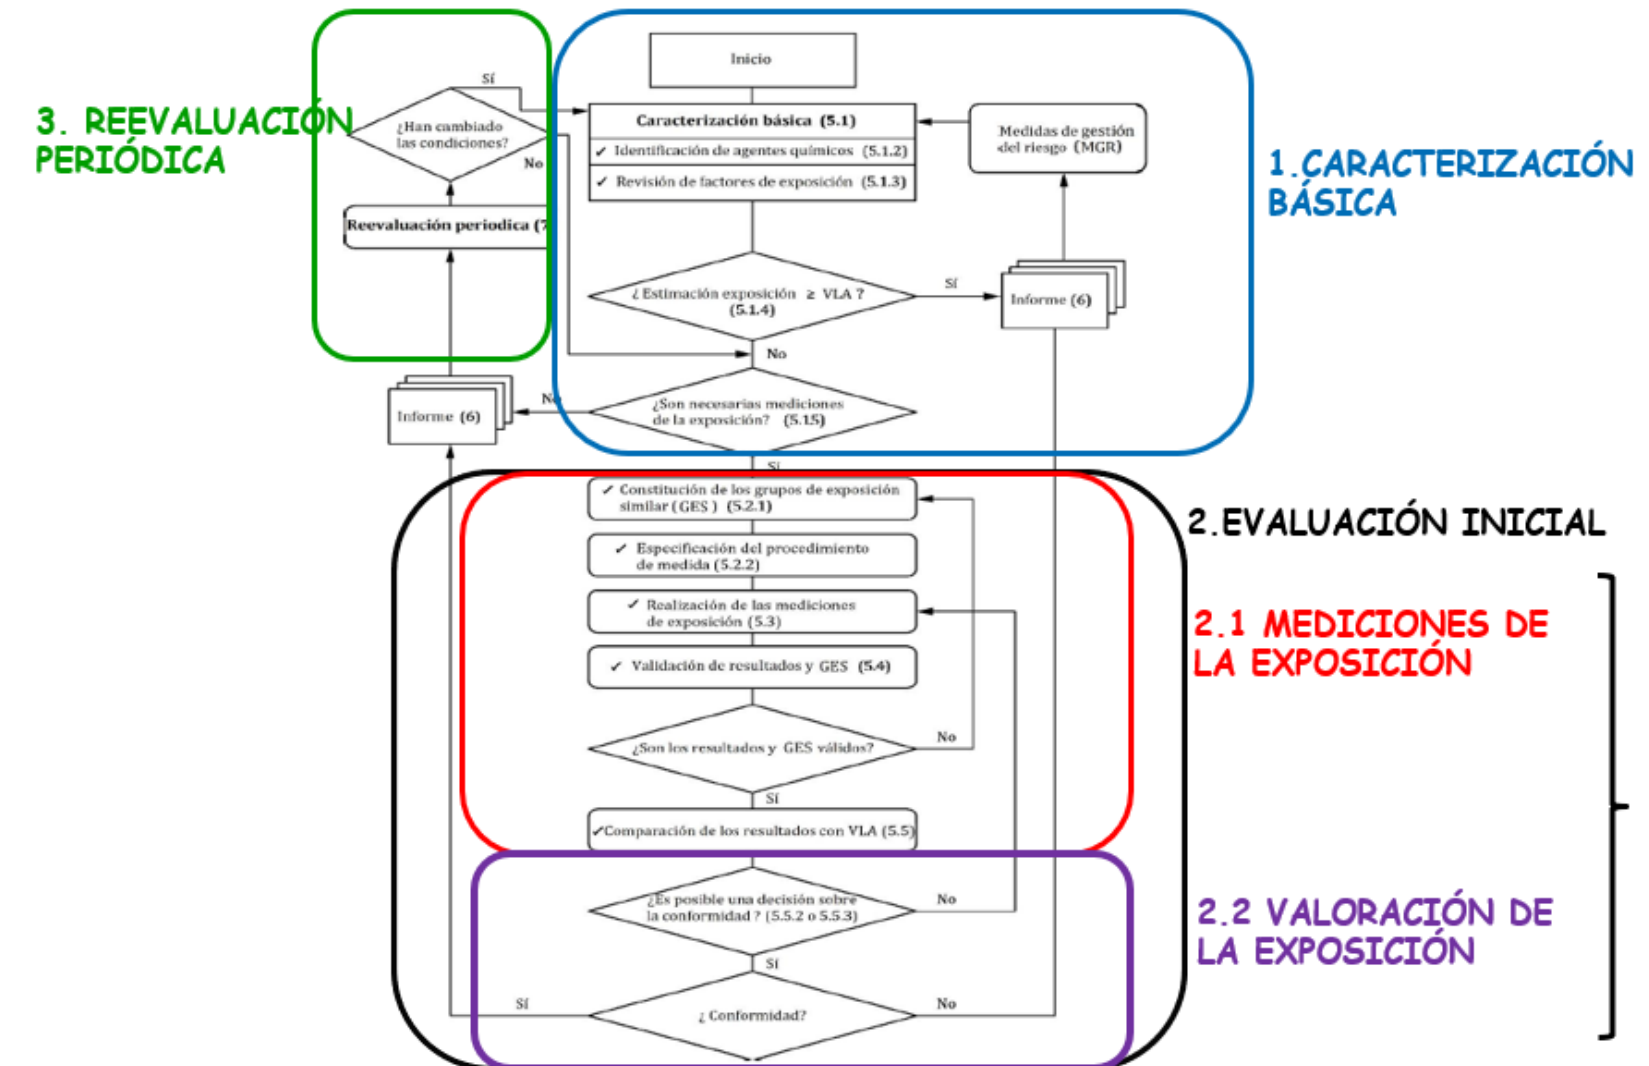 Inicio
Sí
3. REEVALUACIÓN
PERIÓDICA
¿Han cambiado
las condiciones?
No
Reevaluación periodica (7
Caracterización básica (5.1)
✓ Identificación de agentes químicos (5.1.2)
✓ Revisión de factores de exposición (5.1.3)
Medidas de gestión
del riesgo (MGR)
1.CARACTERIZACIÓN
BÁSICA
¿Estimación exposición ≥ VLA ?
(5.1.4)
Sí
Informe (6)
No
¿Son necesarias mediciones
de la exposición? (5.15)
No
Informe (6)
Sí
✓ Constitución de los grupos de exposición
similar (GES ) (5.2.1)
✓ Especificación del procedimiento
de medida (5.2.2)
✓ Realización de las mediciones
de exposición (5.3)
✓ Validación de resultados y GES (5.4)
¿Son los resultados y GES válidos?
No
Sí
✓Comparación de los resultados con VLA (5.5)
2.EVALUACIÓN INICIAL
2.1 MEDICIONES DE
LA EXPOSICIÓN
¿Es posible una decisión sobre
la conformidad ? (5.5.2 o 5.5.3)
No
Sí
2.2 VALORACIÓN DE
LA EXPOSICIÓN
Sí
¿ Conformidad?
No